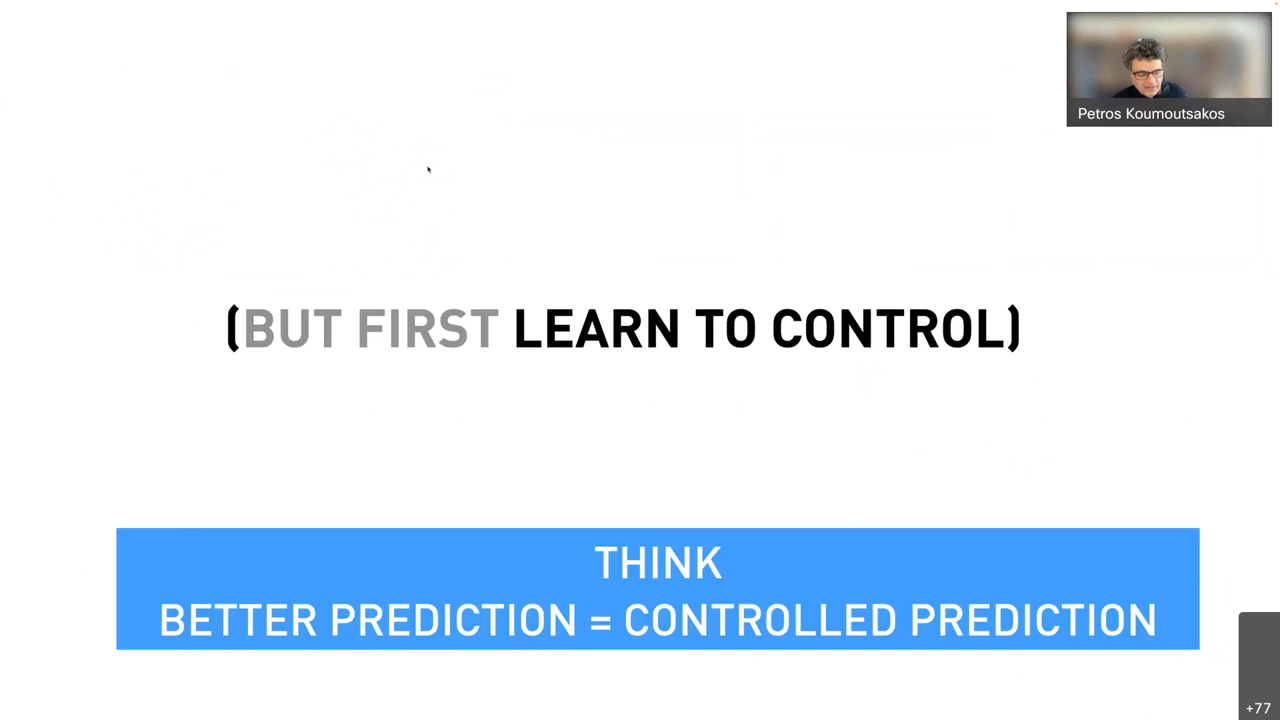 Petros Koumoutsakos
(BUT FIRST LEARN TO CONTROL)
THINK
BETTER PREDICTION = CONTROLLED PREDICTION
+77